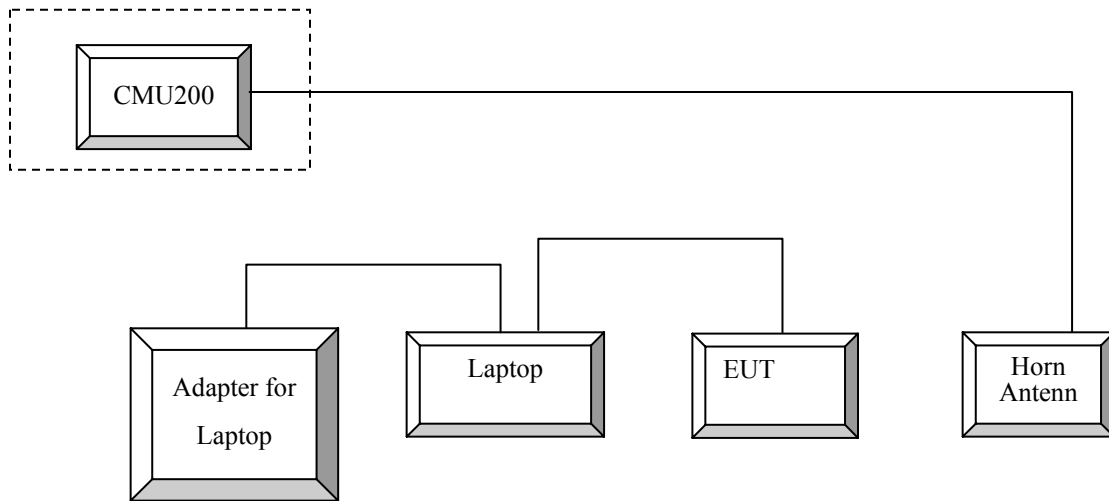 CMU200
Adapter for
Laptop
Laptop
EUT
Horn
Antenn